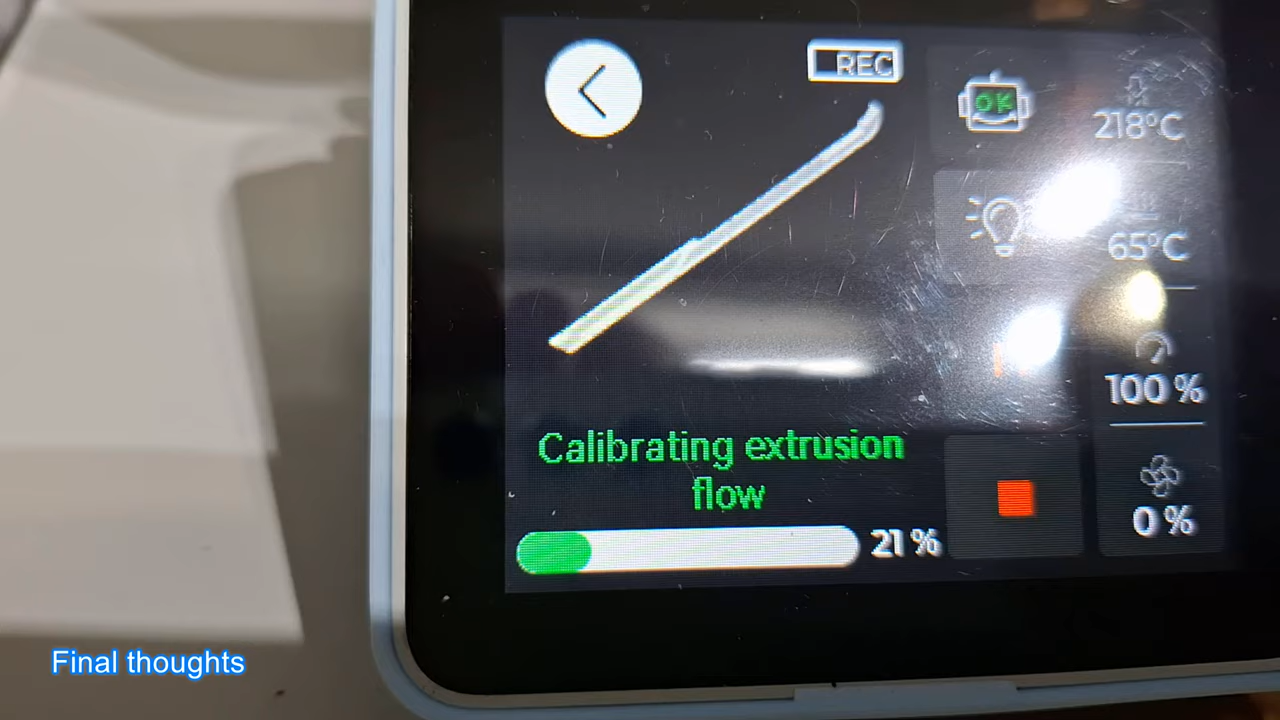 REC
OK
218°C
65°C
100 %
Calibrating extrusion
flow
21 %
0 %
Final thoughts